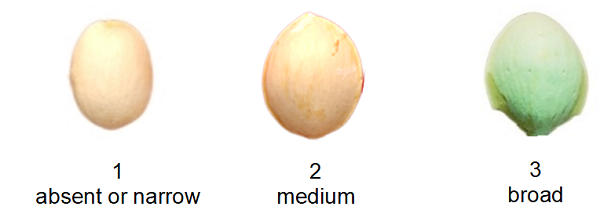 1
absent or narrow
2
medium
3
broad